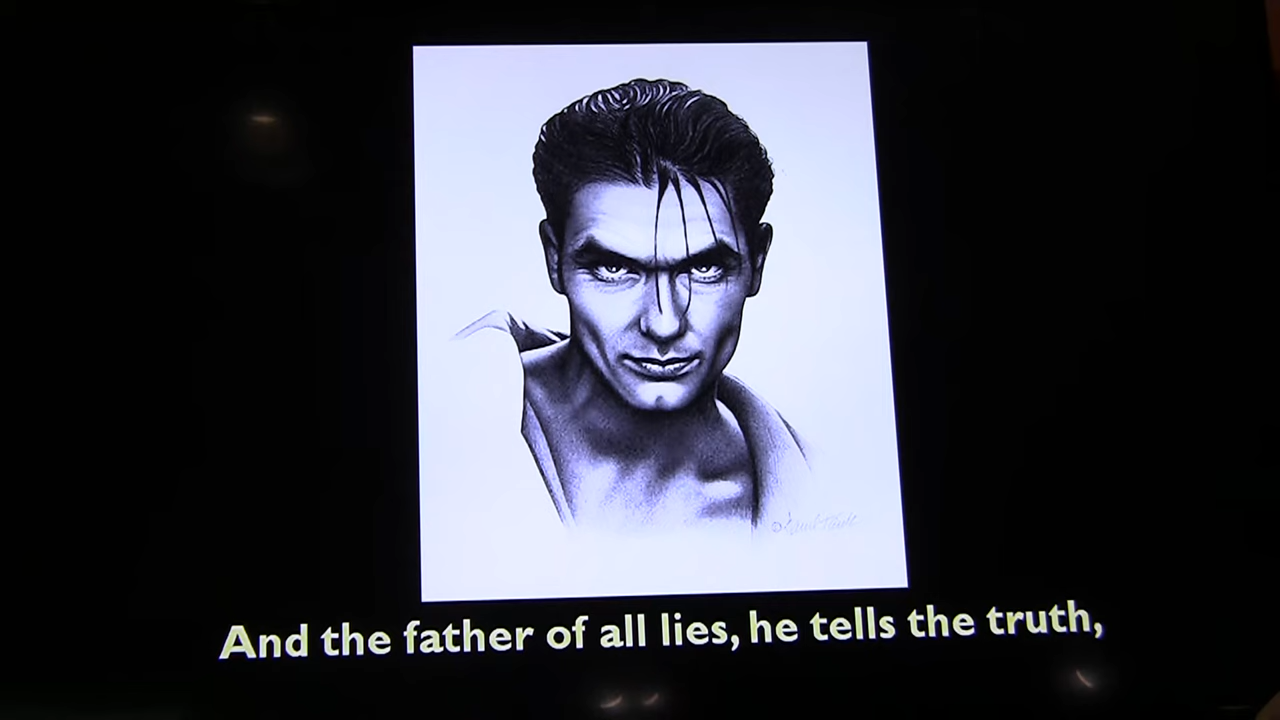 And the father of all lies, he tells the truth,